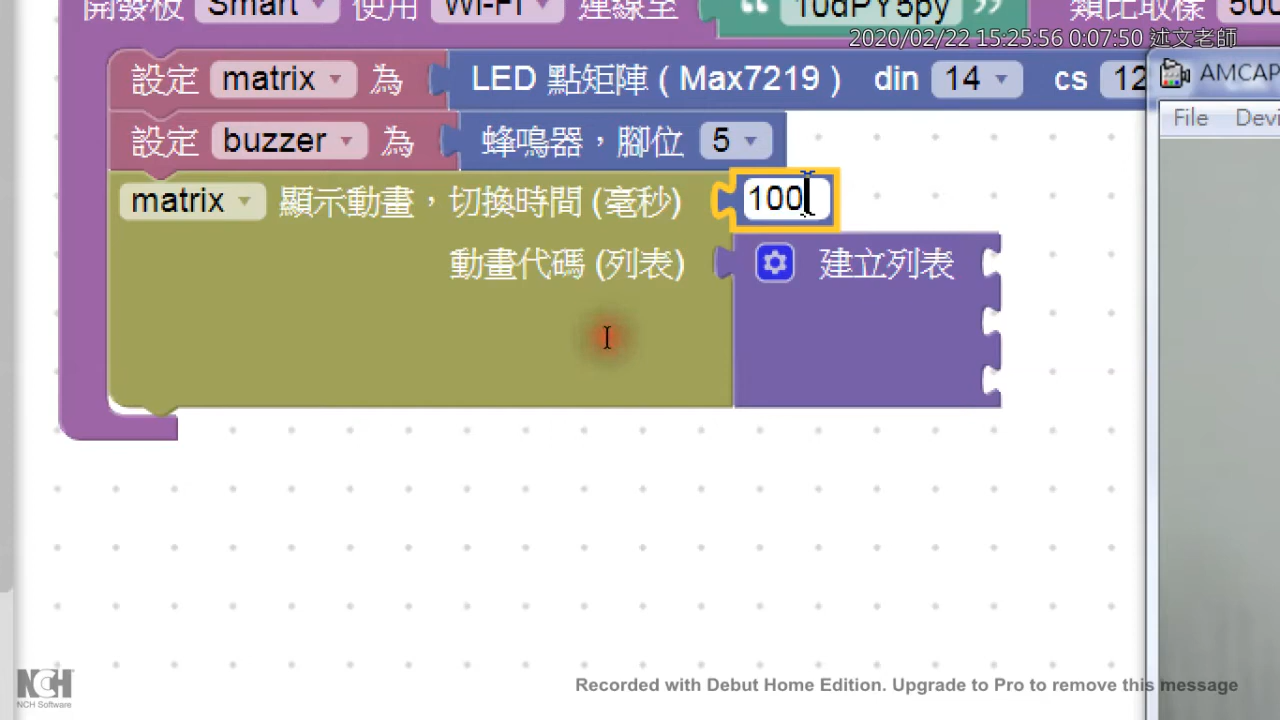 開發板 Smart 使用 Wi-Fi 連線至 “ 10dPY5py ” 類比取樣 500
2020/02/22 15:25:56 0:07:50 述文老師
設定 matrix 為 LED 點矩陣 ( Max7219 ) din 14 cs 12
AMCAP
File Devi
設定 buzzer 為 蜂鳴器，腳位 5
matrix 顯示動畫，切換時間 (毫秒) 100
動畫代碼 (列表) 建立列表
NCH
NCH Software
Recorded with Debut Home Edition. Upgrade to Pro to remove this message